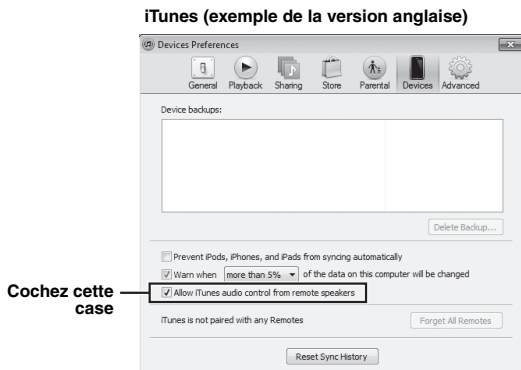 iTunes (exemple de la version anglaise)
Devices Preferences
General Playback Sharing Store Parental Devices Advanced
Device backups:
Delete Backup...
Prevent iPods, iPhones, and iPads from syncing automatically
Warn when more than 5% of the data on this computer will be changed
Cochez cette
case
Allow iTunes audio control from remote speakers
iTunes is not paired with any Remotes
Forget All Remotes
Reset Sync History